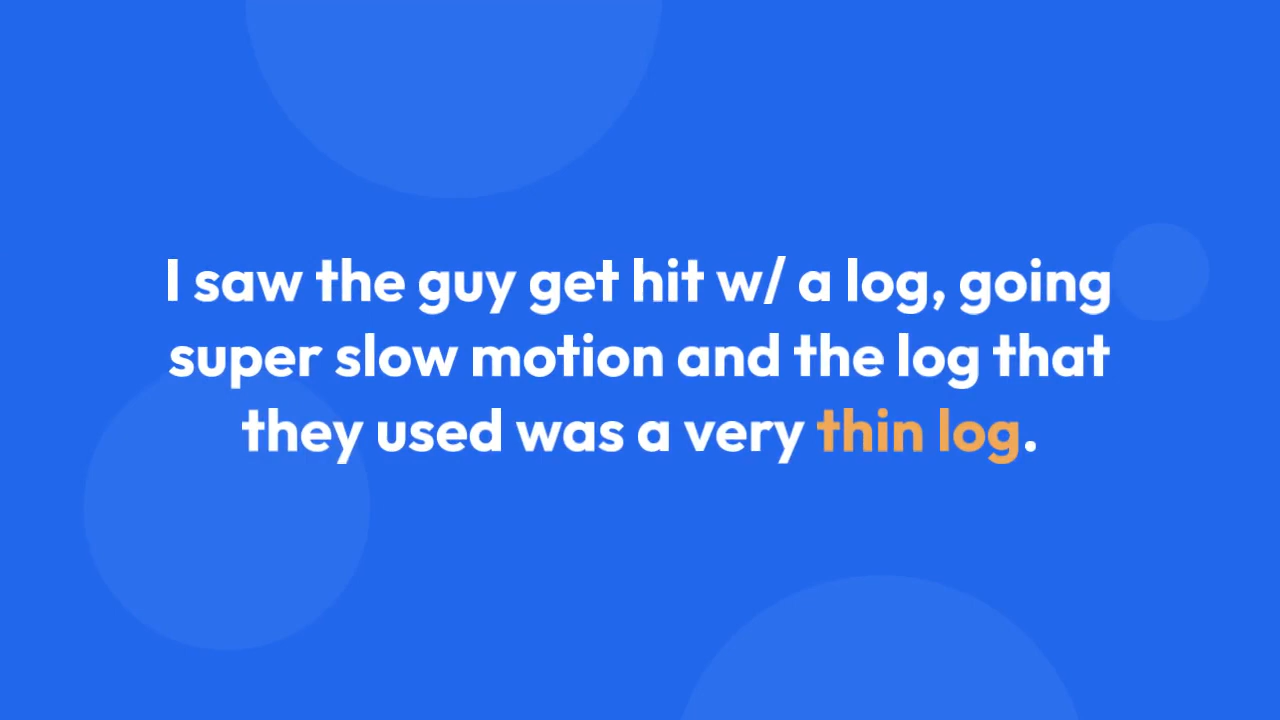 I saw the guy get hit w/ a log, going
super slow motion and the log that
they used was a very thin log.